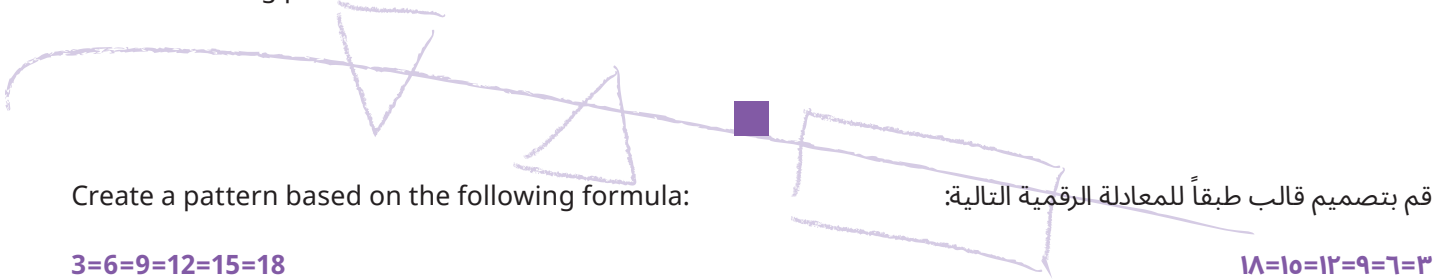 Create a pattern based on the following formula:
3=6=9=12=15=18
قم بتصميم قالب طبقاً للمعادلة الرقمية التالية:
٣=٦=٩=١٢=١٥=١٨